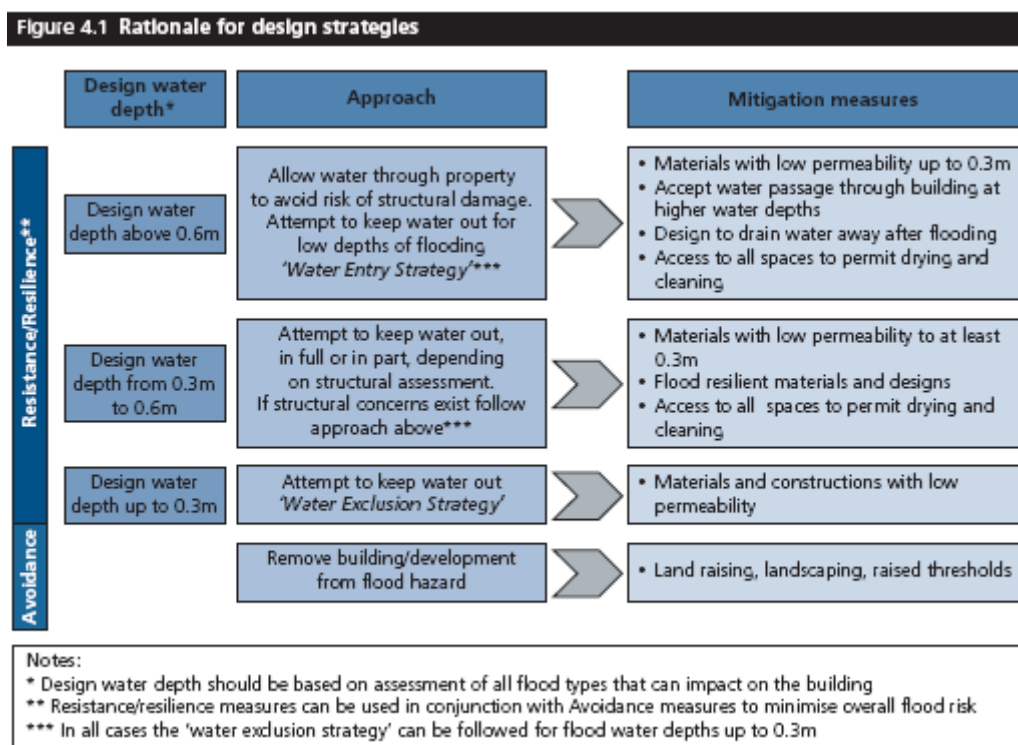 Figure 4.1 Rationale for design strategies
Design water
depth*
Approach
Mitigation measures
Resistance/Resilience**
Design water
depth above 0.6m
Allow water through property
to avoid risk of structural damage.
Attempt to keep water out for
low depths of flooding
‘Water Entry Strategy’***
• Materials with low permeability up to 0.3m
• Accept water passage through building at
higher water depths
• Design to drain water away after flooding
• Access to all spaces to permit drying and
cleaning
Design water
depth from 0.3m
to 0.6m
Attempt to keep water out,
in full or in part, depending
on structural assessment.
If structural concerns exist follow
approach above***
• Materials with low permeability to at least
0.3m
• Flood resilient materials and designs
• Access to all spaces to permit drying and
cleaning
Design water
depth up to 0.3m
Attempt to keep water out
‘Water Exclusion Strategy’
• Materials and constructions with low
permeability
Avoidance
Remove building/development
from flood hazard
• Land raising, landscaping, raised thresholds
Notes:
* Design water depth should be based on assessment of all flood types that can impact on the building
** Resistance/resilience measures can be used in conjunction with Avoidance measures to minimise overall flood risk
*** In all cases the ‘water exclusion strategy’ can be followed for flood water depths up to 0.3m